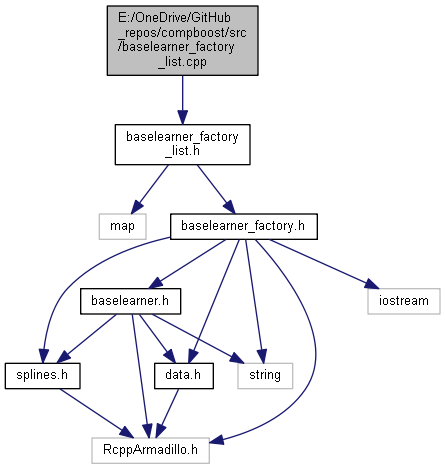 E:/OneDrive/GitHub
_repos/compboost/src
/baselearner_factory
_list.cpp
baselearner_factory
_list.h
map
baselearner_factory.h
baselearner.h
iostream
splines.h
data.h
string
RcppArmadillo.h